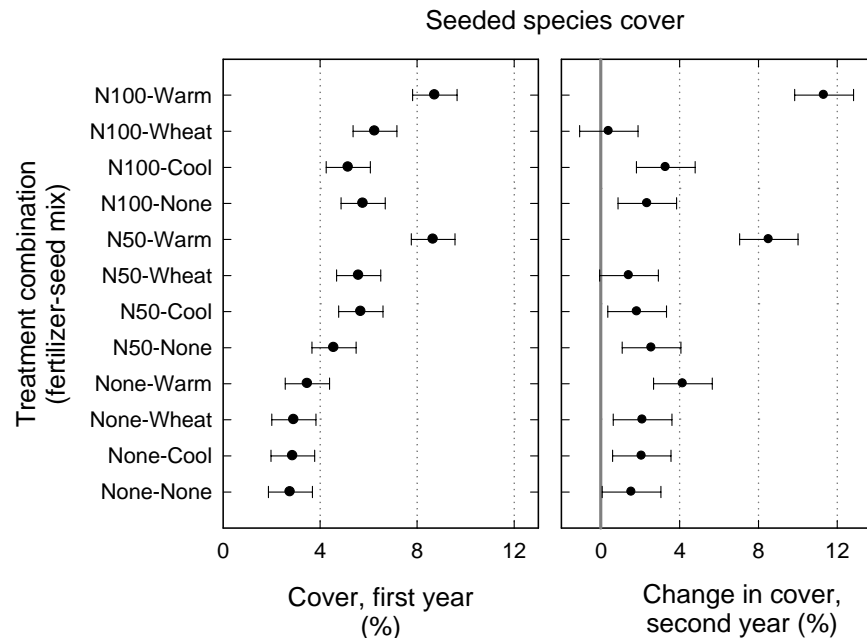 Seeded species cover
Treatment combination
(fertilizer-seed mix)
N100-Warm
N100-Wheat
N100-Cool
N100-None
N50-Warm
N50-Wheat
N50-Cool
N50-None
None-Warm
None-Wheat
None-Cool
None-None
0 4 8 12
0 4 8 12
Cover, first year
(%)
Change in cover,
second year (%)